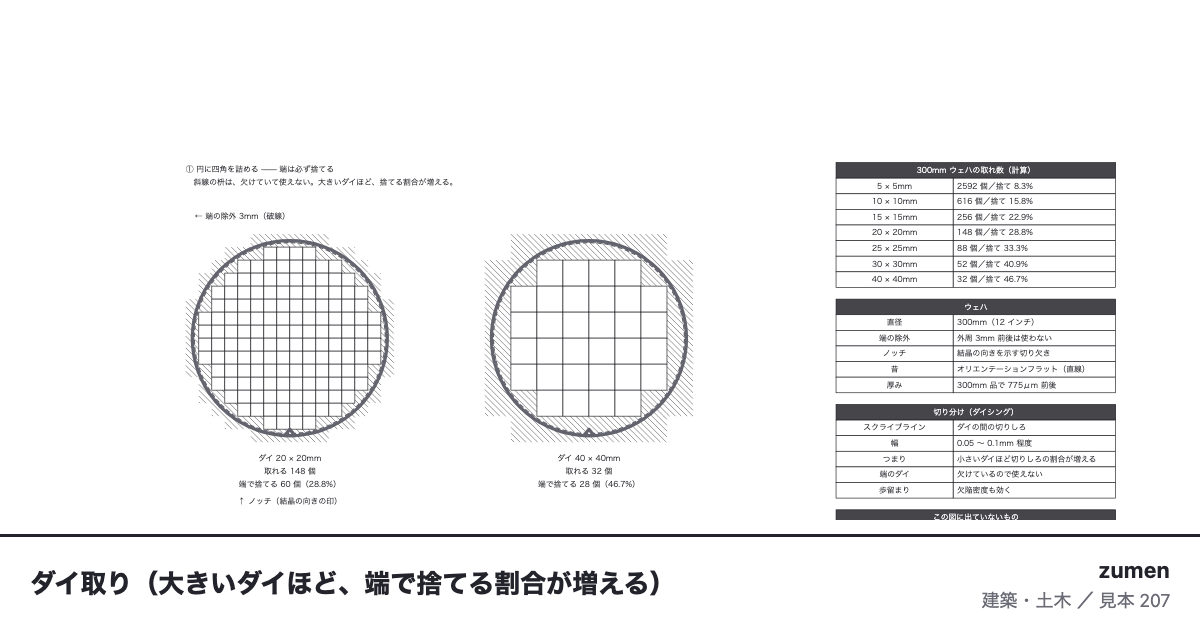 ① 円に四角を詰める —— 端は必ず捨てる
斜線の枡は、欠けていて使えない。大きいダイほど、捨てる割合が増える。
← 端の除外 3mm（破線）
ダイ 20 × 20mm
取れる 148 個
端で捨てる 60 個（28.8%）
↑ ノッチ（結晶の向きの印）
ダイ 40 × 40mm
取れる 32 個
端で捨てる 28 個（46.7%）
300mm ウェハの取れ数（計算）
5 × 5mm 2592 個／捨て 8.3%
10 × 10mm 616 個／捨て 15.8%
15 × 15mm 256 個／捨て 22.9%
20 × 20mm 148 個／捨て 28.8%
25 × 25mm 88 個／捨て 33.3%
30 × 30mm 52 個／捨て 40.9%
40 × 40mm 32 個／捨て 46.7%
ウェハ
直径 300mm（12 インチ）
端の除外 外周 3mm 前後は使わない
ノッチ 結晶の向きを示す切り欠き
昔 オリエンテーションフラット（直線）
厚み 300mm 品で 775μm 前後
切り分け（ダイシング）
スクライブライン ダイの間の切りしろ
幅 0.05 〜 0.1mm 程度
つまり 小さいダイほど切りしろの割合が増える
端のダイ 欠けているので使えない
歩留まり 欠陥密度も効く
この図に出ていないもの
ダイ取り（大きいダイほど、端で捨てる割合が増える）
zumen
建築・土木 ／ 見本 207